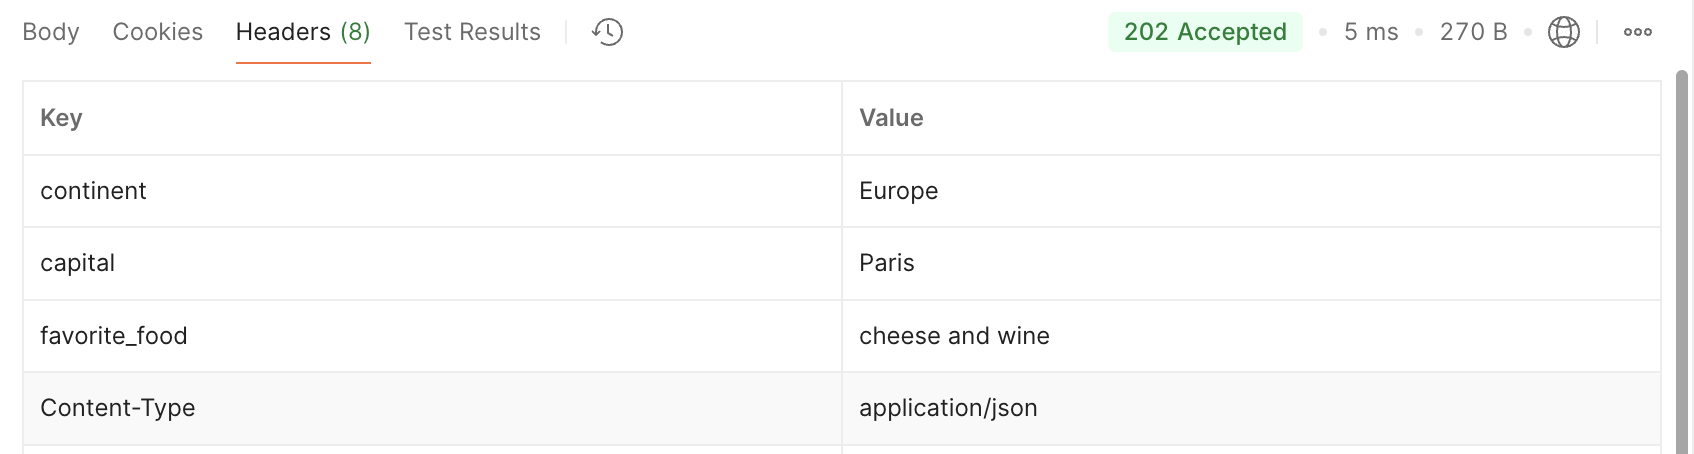 Body Cookies Headers (8) Test Results 202 Accepted 5 ms 270 B
Key Value
continent Europe
capital Paris
favorite_food cheese and wine
Content-Type application/json